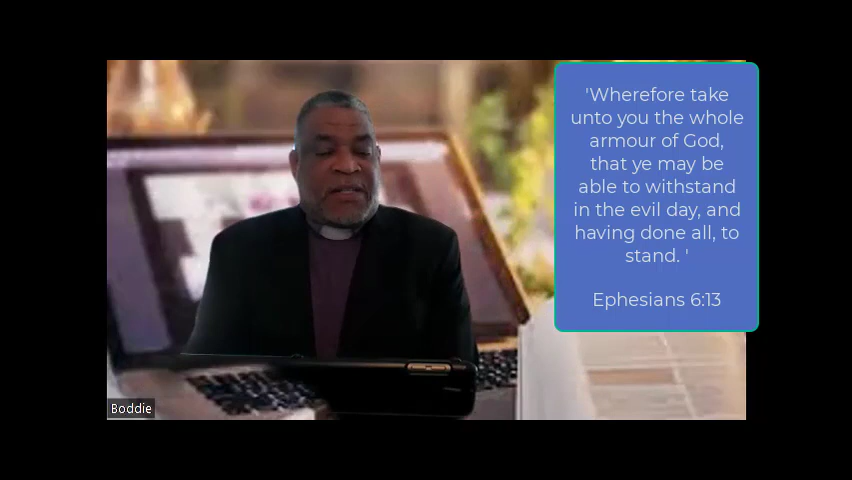 'Wherefore take
unto you the whole
armour of God,
that ye may be
able to withstand
in the evil day, and
having done all, to
stand. '
Ephesians 6:13
Boddie